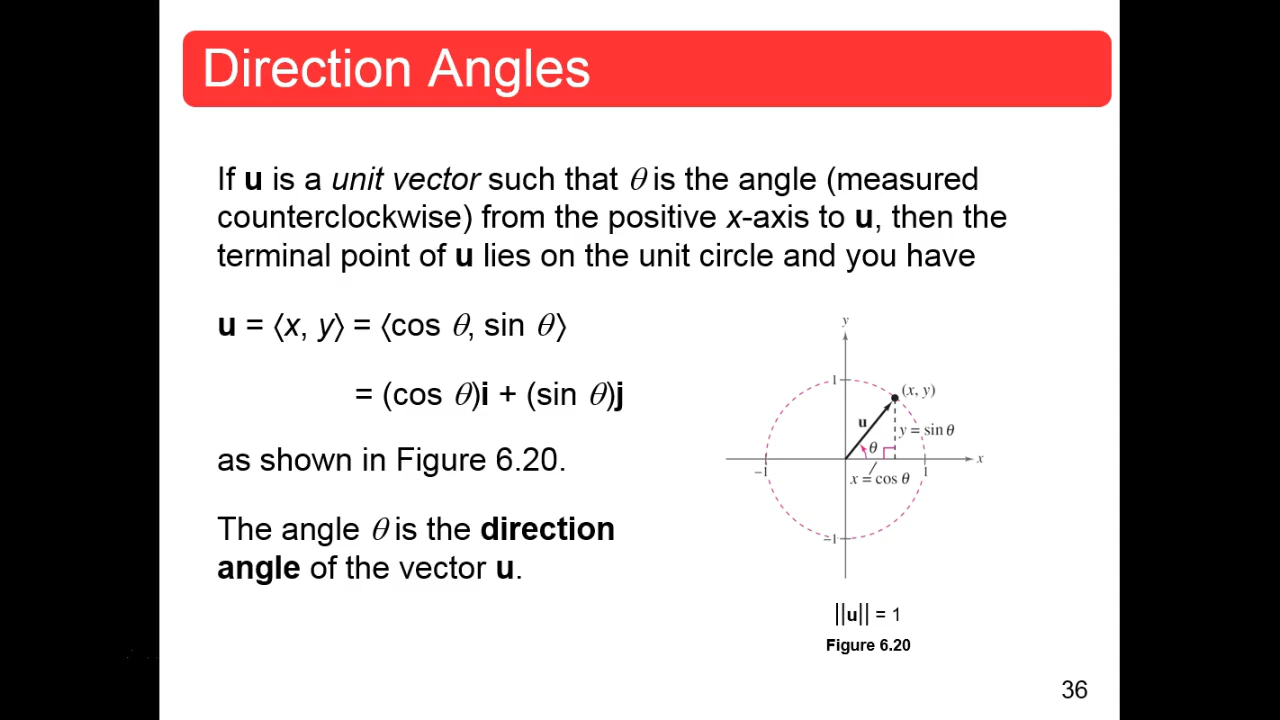 Direction Angles
If u is a unit vector such that θ is the angle (measured
counterclockwise) from the positive x-axis to u, then the
terminal point of u lies on the unit circle and you have
u = ⟨x, y⟩ = ⟨cos θ, sin θ⟩
= (cos θ)i + (sin θ)j
as shown in Figure 6.20.
The angle θ is the direction
angle of the vector u.
y
1
(x, y)
u
y = sin θ
θ
x
−1
x = cos θ
1
−1
||u|| = 1
Figure 6.20
36